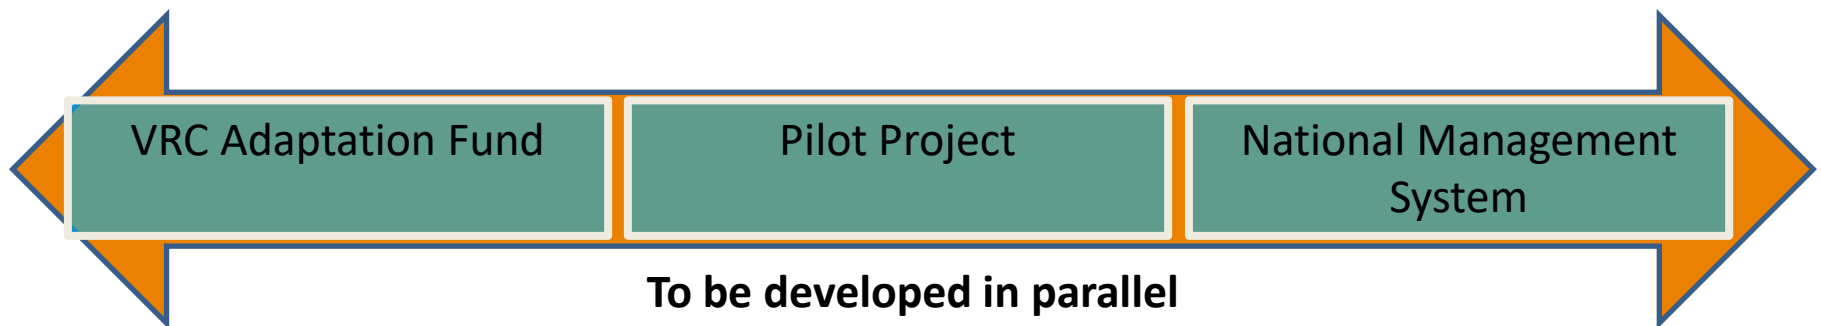 VRC Adaptation Fund
Pilot Project
National Management
System
To be developed in parallel